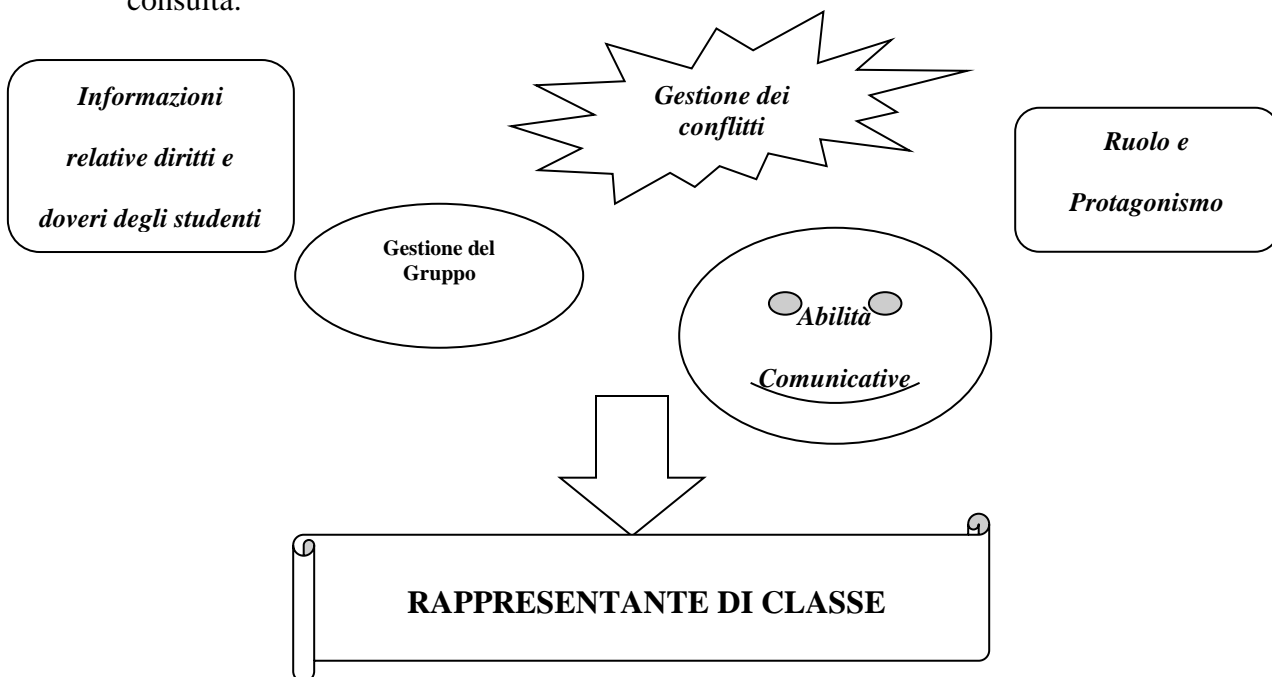 consulta.
Informazioni
relative diritti e
doveri degli studenti
Gestione dei
conflitti
Ruolo e
Protagonismo
Gestione del
Gruppo
Abilità
Comunicative
RAPPRESENTANTE DI CLASSE